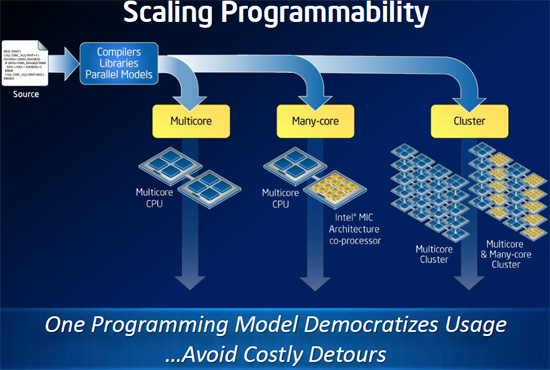 Scaling Programmability
Source
Compilers
Libraries
Parallel Models
Multicore
Many-core
Cluster
Multicore
CPU
Multicore
CPU
Intel® MIC
Architecture
co-processor
Multicore
Cluster
Multicore
& Many-core
Cluster
One Programming Model Democratizes Usage
...Avoid Costly Detours